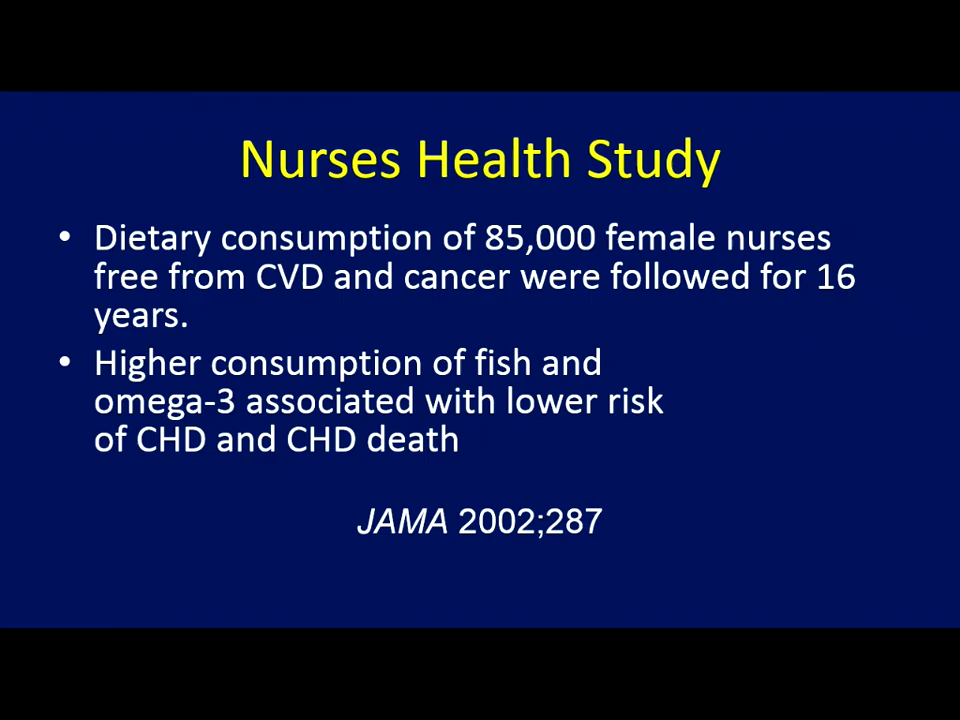 Nurses Health Study
• Dietary consumption of 85,000 female nurses
free from CVD and cancer were followed for 16
years.
• Higher consumption of fish and
omega-3 associated with lower risk
of CHD and CHD death
JAMA 2002;287